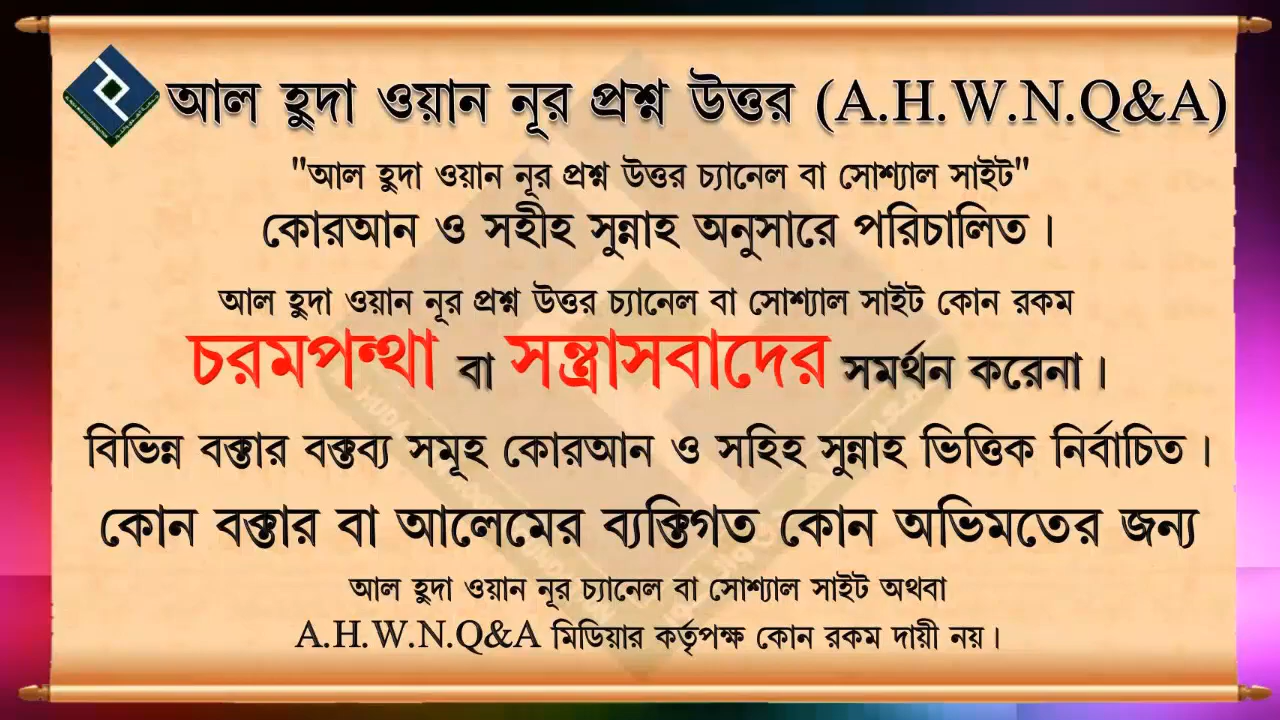 আল হুদা ওয়ান নূর প্রশ্ন উত্তর (A.H.W.N.Q&A)
"আল হুদা ওয়ান নূর প্রশ্ন উত্তর চ্যানেল বা সোশ্যাল সাইট"
কোরআন ও সহীহ সুন্নাহ অনুসারে পরিচালিত।
আল হুদা ওয়ান নূর প্রশ্ন উত্তর চ্যানেল বা সোশ্যাল সাইট কোন রকম
চরমপন্থা বা সন্ত্রাসবাদের সমর্থন করেনা।
বিভিন্ন বক্তার বক্তব্য সমূহ কোরআন ও সহিহ সুন্নাহ ভিত্তিক নির্বাচিত।
কোন বক্তার বা আলেমের ব্যক্তিগত কোন অভিমতের জন্য
আল হুদা ওয়ান নূর চ্যানেল বা সোশ্যাল সাইট অথবা
A.H.W.N.Q&A মিডিয়ার কর্তৃপক্ষ কোন রকম দায়ী নয়।